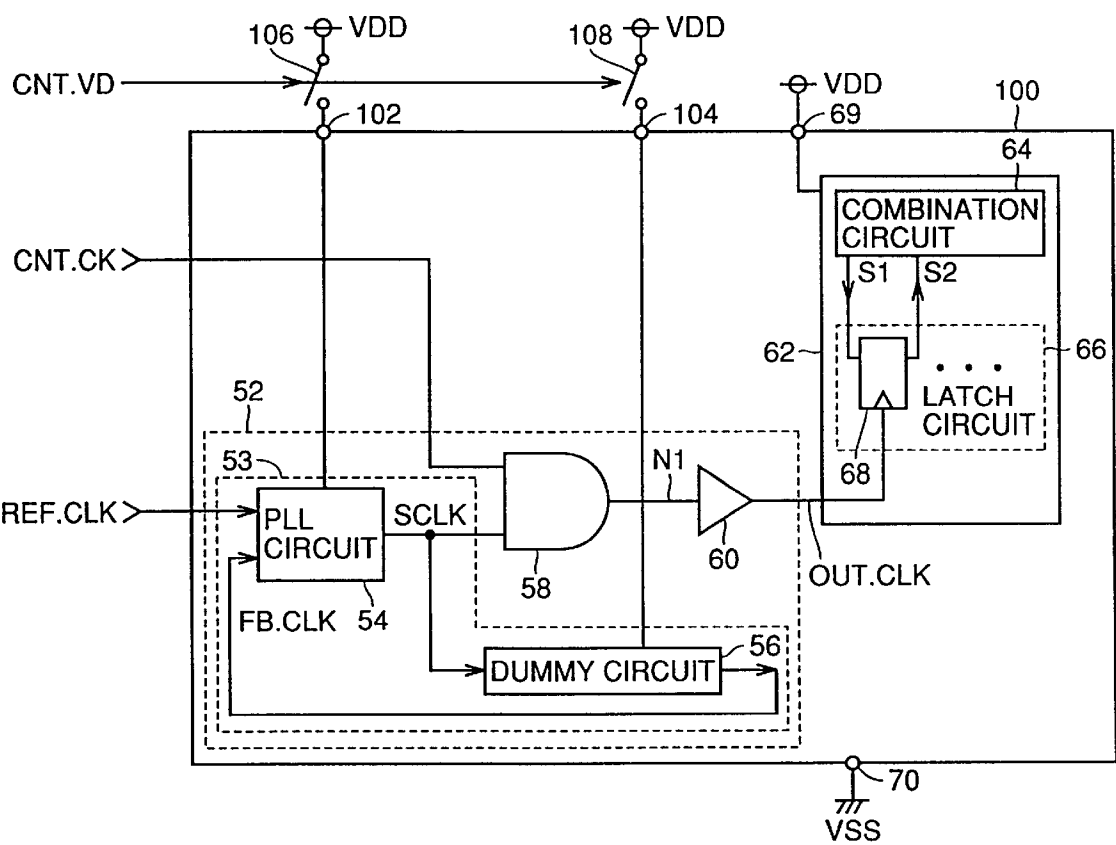 106
VDD
108
VDD
CNT.VD
VDD
102
104
69
100
64
COMBINATION
CIRCUIT
CNT.CK
S1
S2
62
66
52
LATCH
CIRCUIT
53
N1
68
REF.CLK
PLL
CIRCUIT
SCLK
58
60
OUT.CLK
54
FB.CLK
56
DUMMY CIRCUIT
70
VSS